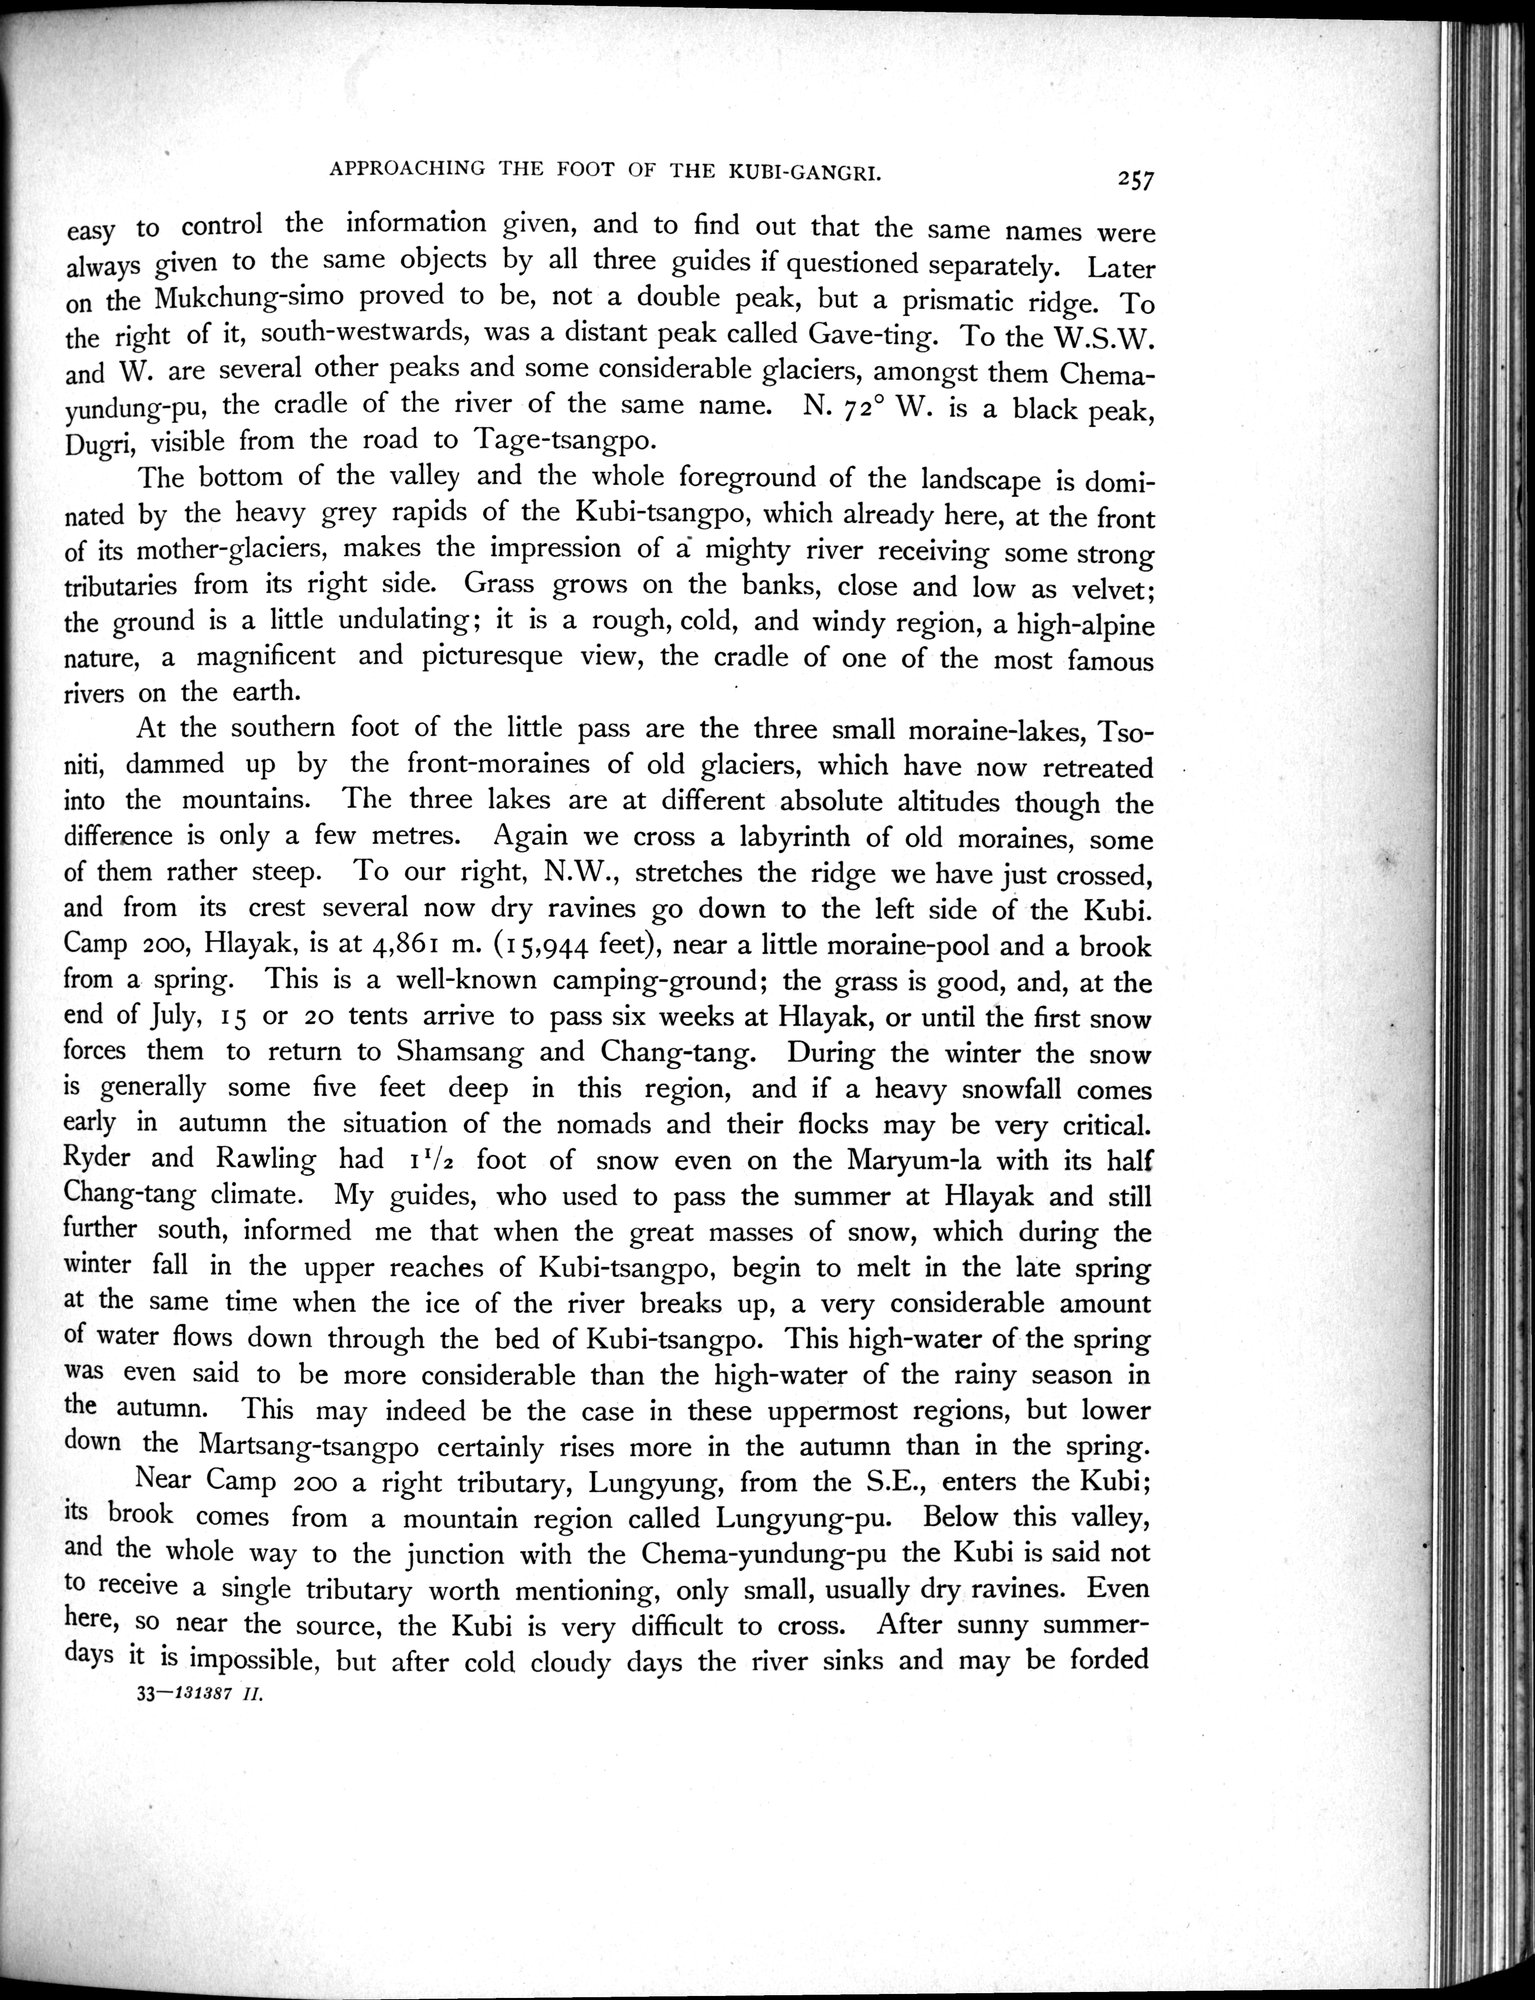 APPROACHING THE FOOT OF THE KUBI-GANGRI.
257
easy to control the information given, and to find out that the same names were
always given to the same objects by all three guides if questioned separately. Later
on the Mukchung-simo proved to be, not a double peak, but a prismatic ridge. To
the right of it, south-westwards, was a distant peak called Gave-ting. To the W.S.W.
and W. are several other peaks and some considerable glaciers, amongst them Chema-
yundung-pu, the cradle of the river of the same name. N. 72° W. is a black peak,
Dugri, visible from the road to Tage-tsangpo.
The bottom of the valley and the whole foreground of the landscape is domi-
nated by the heavy grey rapids of the Kubi-tsangpo, which already here, at the front
of its mother-glaciers, makes the impression of a mighty river receiving some strong
tributaries from its right side. Grass grows on the banks, close and low as velvet;
the ground is a little undulating; it is a rough, cold, and windy region, a high-alpine
nature, a magnificent and picturesque view, the cradle of one of the most famous
rivers on the earth.
At the southern foot of the little pass are the three small moraine-lakes, Tso-
niti, dammed up by the front-moraines of old glaciers, which have now retreated
into the mountains. The three lakes are at different absolute altitudes though the
difference is only a few metres. Again we cross a labyrinth of old moraines, some
of them rather steep. To our right, N.W., stretches the ridge we have just crossed,
and from its crest several now dry ravines go down to the left side of the Kubi.
Camp 200, Hlayak, is at 4,861 m. (15,944 feet), near a little moraine-pool and a brook
from a spring. This is a well-known camping-ground; the grass is good, and, at the
end of July, 15 or 20 tents arrive to pass six weeks at Hlayak, or until the first snow
forces them to return to Shamsang and Chang-tang. During the winter the snow
is generally some five feet deep in this region, and if a heavy snowfall comes
early in autumn the situation of the nomads and their flocks may be very critical.
Ryder and Rawling had 1¹/₂ foot of snow even on the Maryum-la with its half
Chang-tang climate. My guides, who used to pass the summer at Hlayak and still
further south, informed me that when the great masses of snow, which during the
winter fall in the upper reaches of Kubi-tsangpo, begin to melt in the late spring
at the same time when the ice of the river breaks up, a very considerable amount
of water flows down through the bed of Kubi-tsangpo. This high-water of the spring
was even said to be more considerable than the high-water of the rainy season in
the autumn. This may indeed be the case in these uppermost regions, but lower
down the Martsang-tsangpo certainly rises more in the autumn than in the spring.
Near Camp 200 a right tributary, Lungyung, from the S.E., enters the Kubi;
its brook comes from a mountain region called Lungyung-pu. Below this valley,
and the whole way to the junction with the Chema-yundung-pu the Kubi is said not
to receive a single tributary worth mentioning, only small, usually dry ravines. Even
here, so near the source, the Kubi is very difficult to cross. After sunny summer-
days it is impossible, but after cold cloudy days the river sinks and may be forded
33—131387 II.